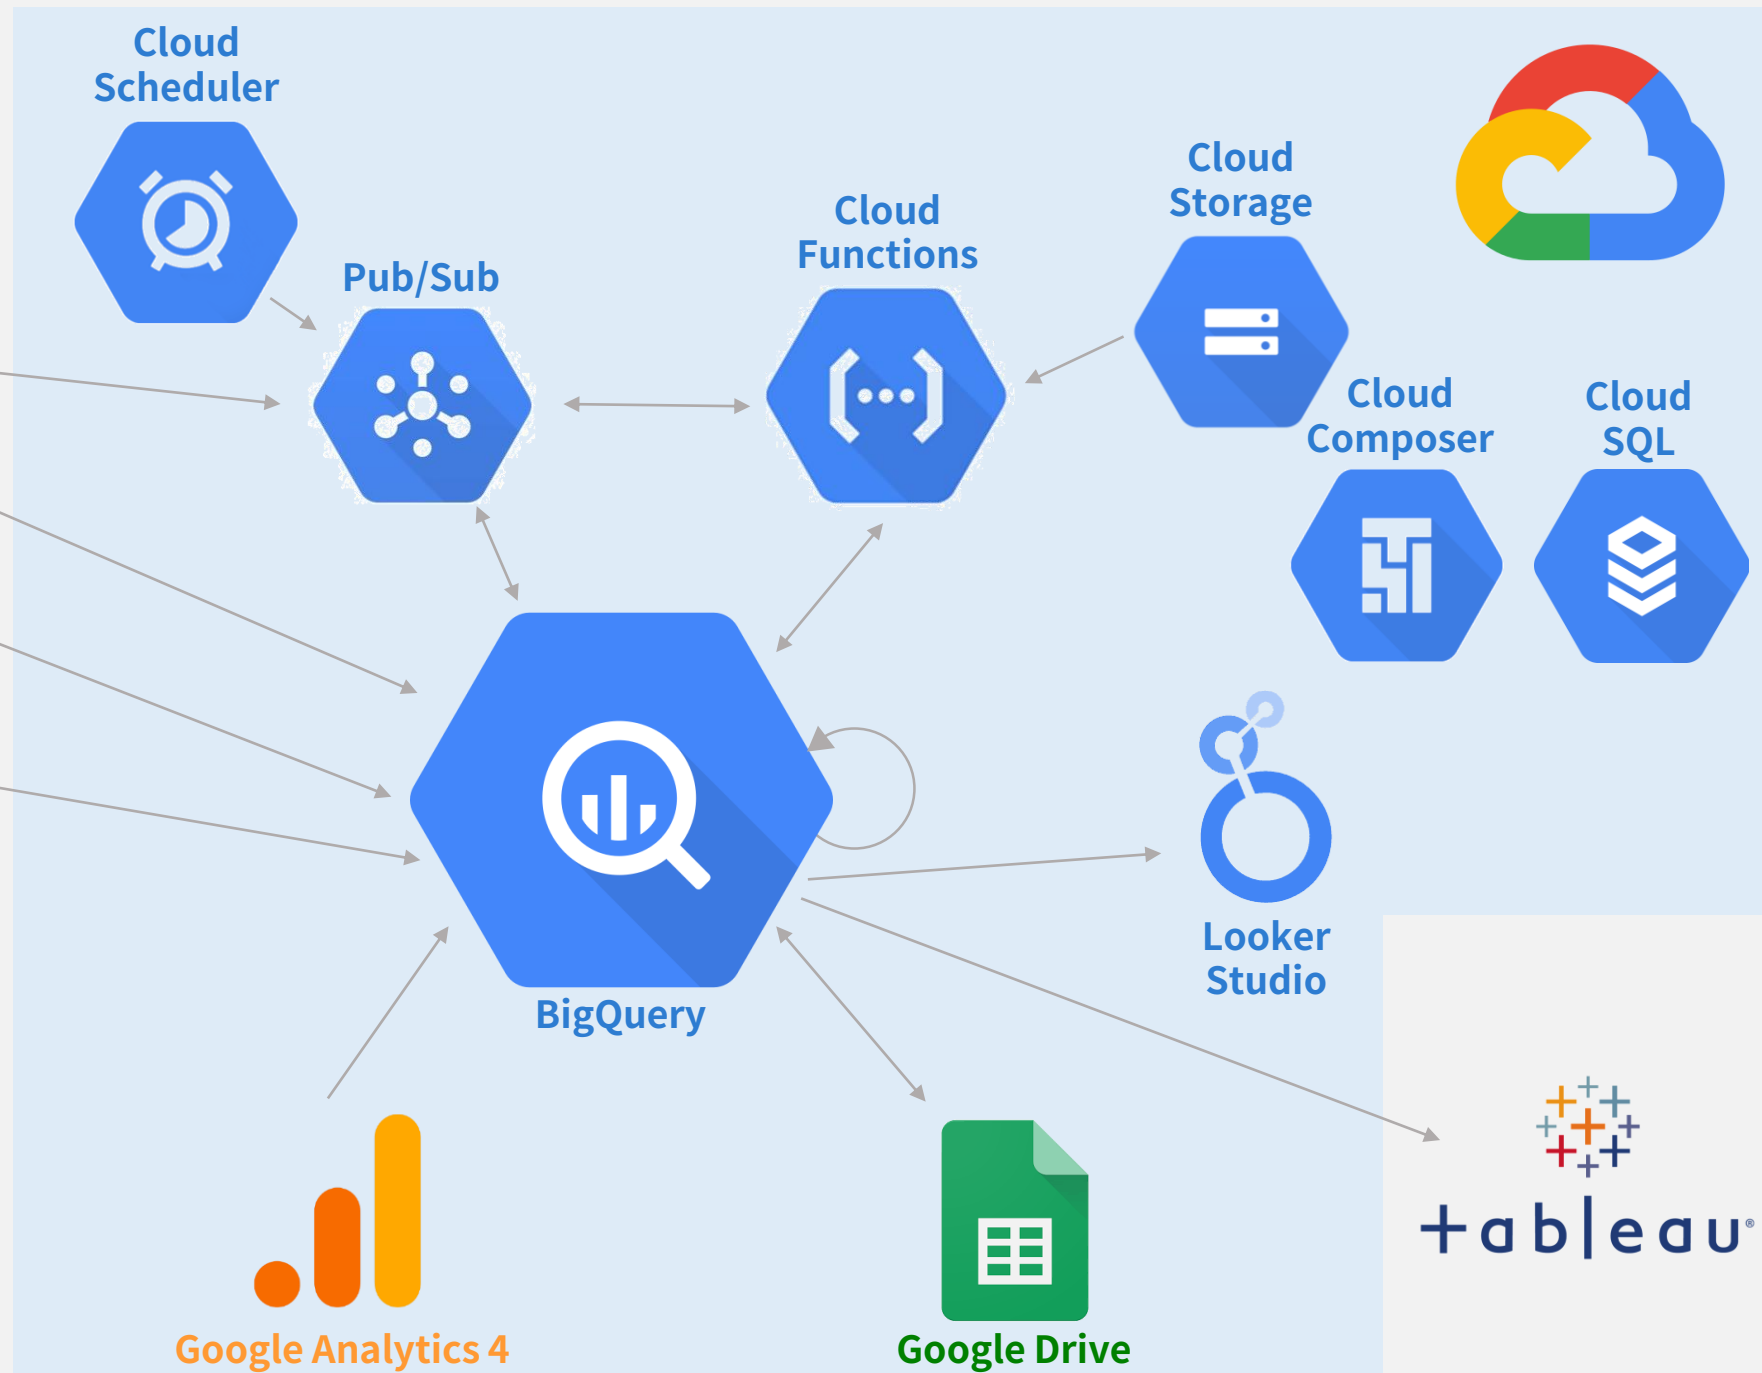 Cloud
Scheduler
Pub/Sub
Cloud
Functions
Cloud
Storage
Cloud
Composer
Cloud
SQL
BigQuery
Looker
Studio
+ableau®
Google Analytics 4
Google Drive